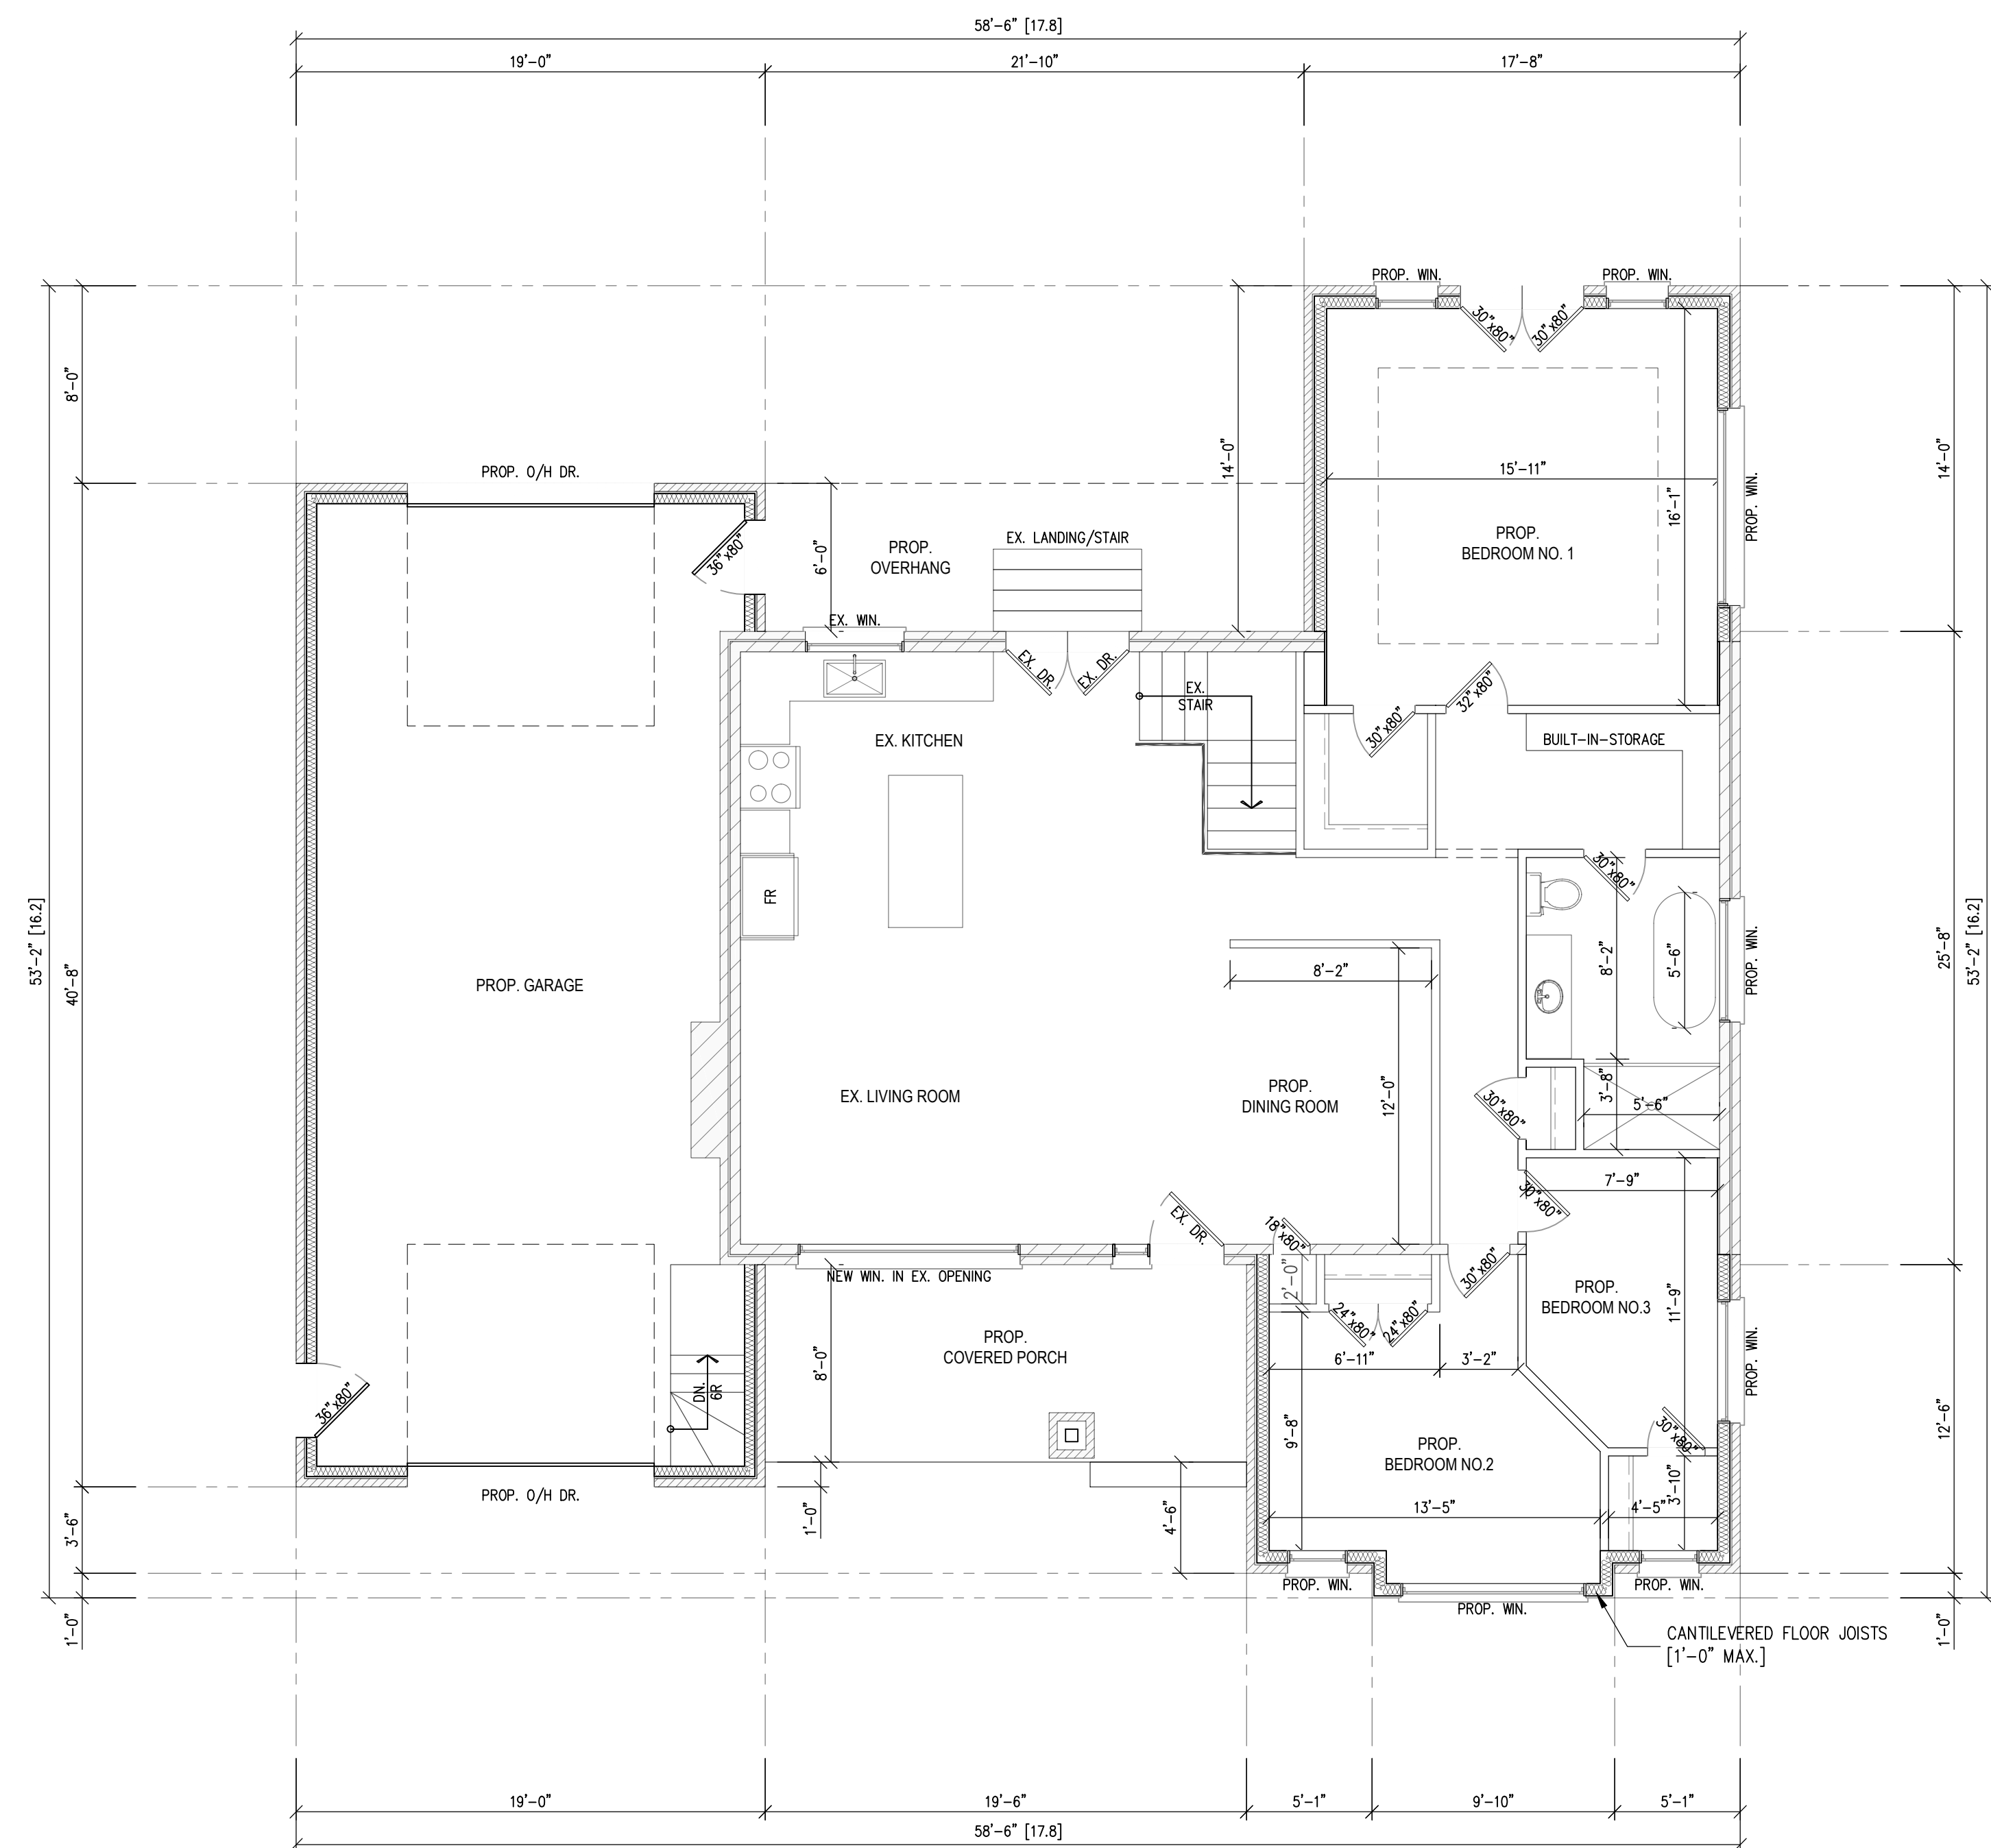 58'-6" [17.8]
19'-0"
21'-10"
17'-8"
PROP. WIN.
PROP. WIN.
30"x80"
30"x80"
8'-0"
14'-0"
14'-0"
PROP. O/H DR.
15'-11"
16'-1"
PROP. WIN.
36"x80"
6'-0"
PROP.
OVERHANG
EX. LANDING/STAIR
PROP.
BEDROOM NO. 1
EX. WIN.
EX. DR.
EX. DR.
EX.
STAIR
32"x80"
30"x80"
EX. KITCHEN
BUILT-IN-STORAGE
30"x80"
FR
53'-2" [16.2]
40'-8"
8'-2"
8'-2"
5'-6"
PROP. WIN.
25'-8"
53'-2" [16.2]
PROP. GARAGE
EX. LIVING ROOM
PROP.
DINING ROOM
12'-0"
30"x80"
3'-8"
5'-6"
7'-9"
30"x80"
EX. DR.
18"x80"
2'-0"
30"x80"
NEW WIN. IN EX. OPENING
PROP.
BEDROOM NO.3
11'-9"
24"x80"
24"x80"
PROP.
COVERED PORCH
8'-0"
6'-11"
3'-2"
PROP. WIN.
DN.
6R
36"x80"
9'-8"
30"x80"
12'-6"
PROP.
BEDROOM NO.2
3'-10"
PROP. O/H DR.
13'-5"
4'-5"
3'-6"
1'-0"
4'-6"
PROP. WIN.
PROP. WIN.
PROP. WIN.
1'-0"
1'-0"
CANTILEVERED FLOOR JOISTS
[1'-0" MAX.]
19'-0"
19'-6"
5'-1"
9'-10"
5'-1"
58'-6" [17.8]